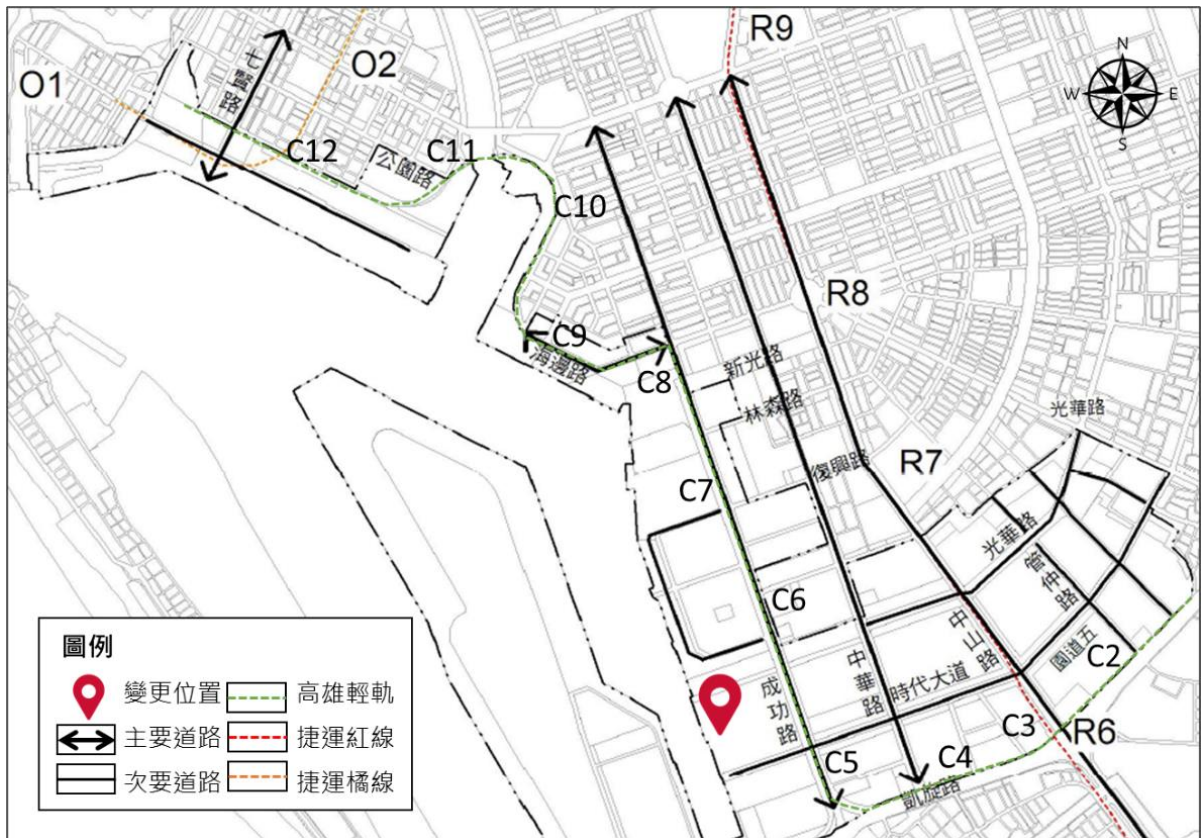 R9
N
W
E
S
七賢路
O2
O1
C12
公園路
C11
C10
R8
C9
海邊路
C8
新光路
林森路
光華路
復興路
R7
C7
光華路
管仲路
C6
中山路
園道五
C2
中華路
時代大道
成功路
C3
R6
C5
C4
凱旋路
圖例
變更位置
高雄輕軌
主要道路
捷運紅線
次要道路
捷運橘線